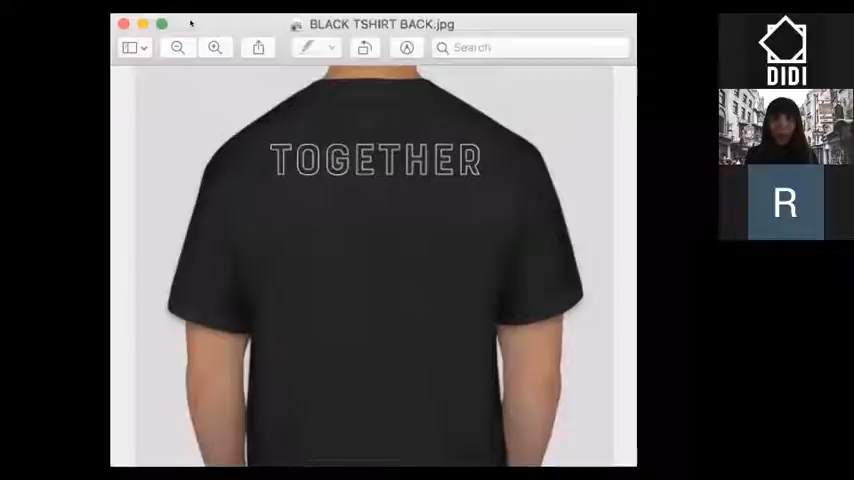 BLACK TSHIRT BACK.jpg
Search
TOGETHER
DIDI
R